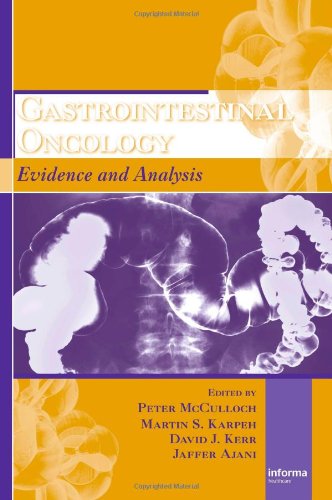 GASTROINTESTINAL
ONCOLOGY
Evidence and Analysis
EDITED BY
PETER MCCULLOCH
MARTIN S. KARPEH
DAVID J. KERR
JAFFER AJANI
informa
healthcare